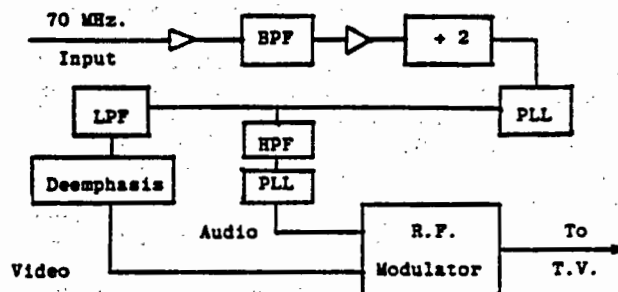 70 MHz.
Input
BPF
÷ 2
LPF
PLL
HPF
Deemphasis
PLL
Audio
R.F.
Modulator
To
T.V.
Video